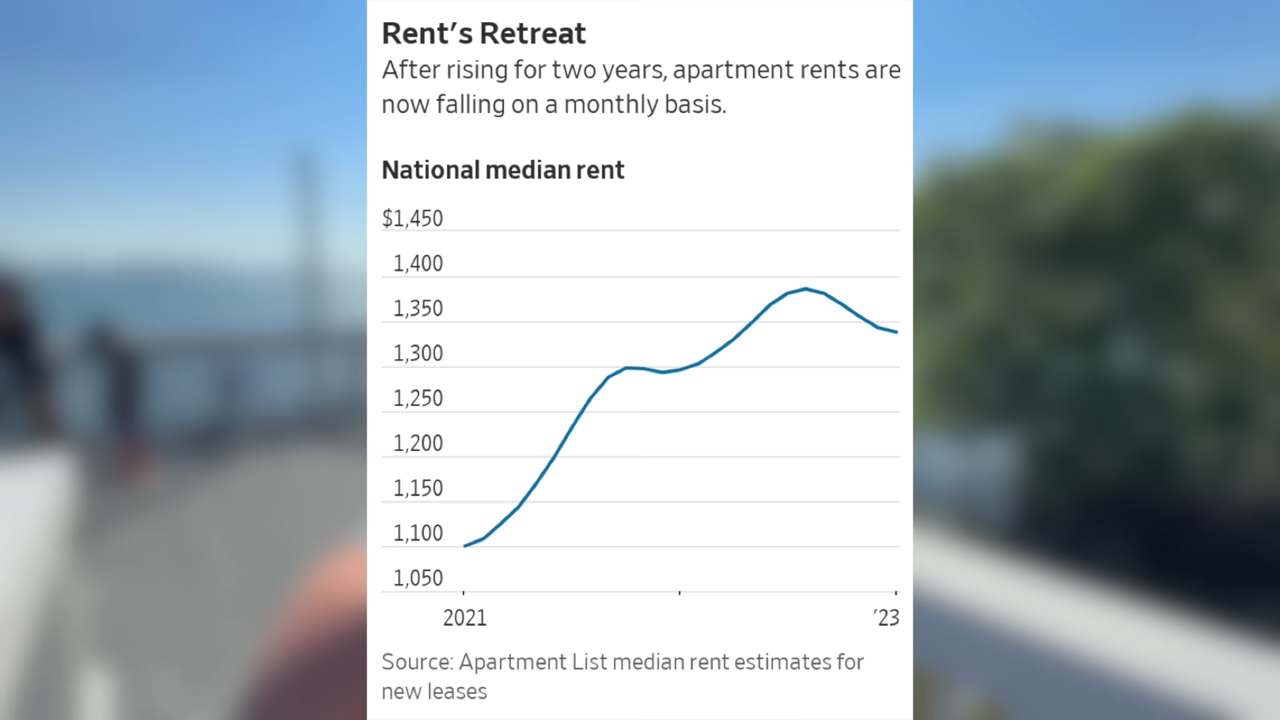 Rent’s Retreat
After rising for two years, apartment rents are
now falling on a monthly basis.
National median rent
$1,450
1,400
1,350
1,300
1,250
1,200
1,150
1,100
1,050
2021 ’23
Source: Apartment List median rent estimates for
new leases